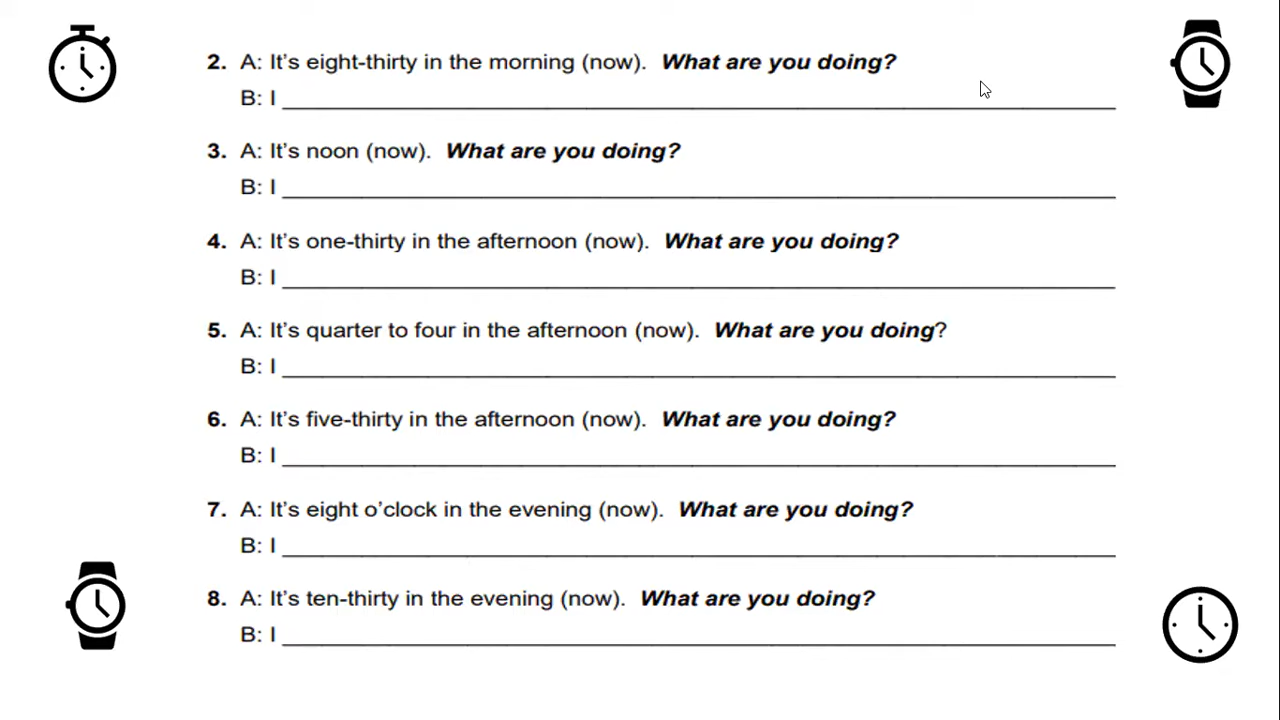 2. A: It's eight-thirty in the morning (now). What are you doing?
B: I
3. A: It's noon (now). What are you doing?
B: I
4. A: It's one-thirty in the afternoon (now). What are you doing?
B: I
5. A: It's quarter to four in the afternoon (now). What are you doing?
B: I
6. A: It's five-thirty in the afternoon (now). What are you doing?
B: I
7. A: It's eight o'clock in the evening (now). What are you doing?
B: I
8. A: It's ten-thirty in the evening (now). What are you doing?
B: I